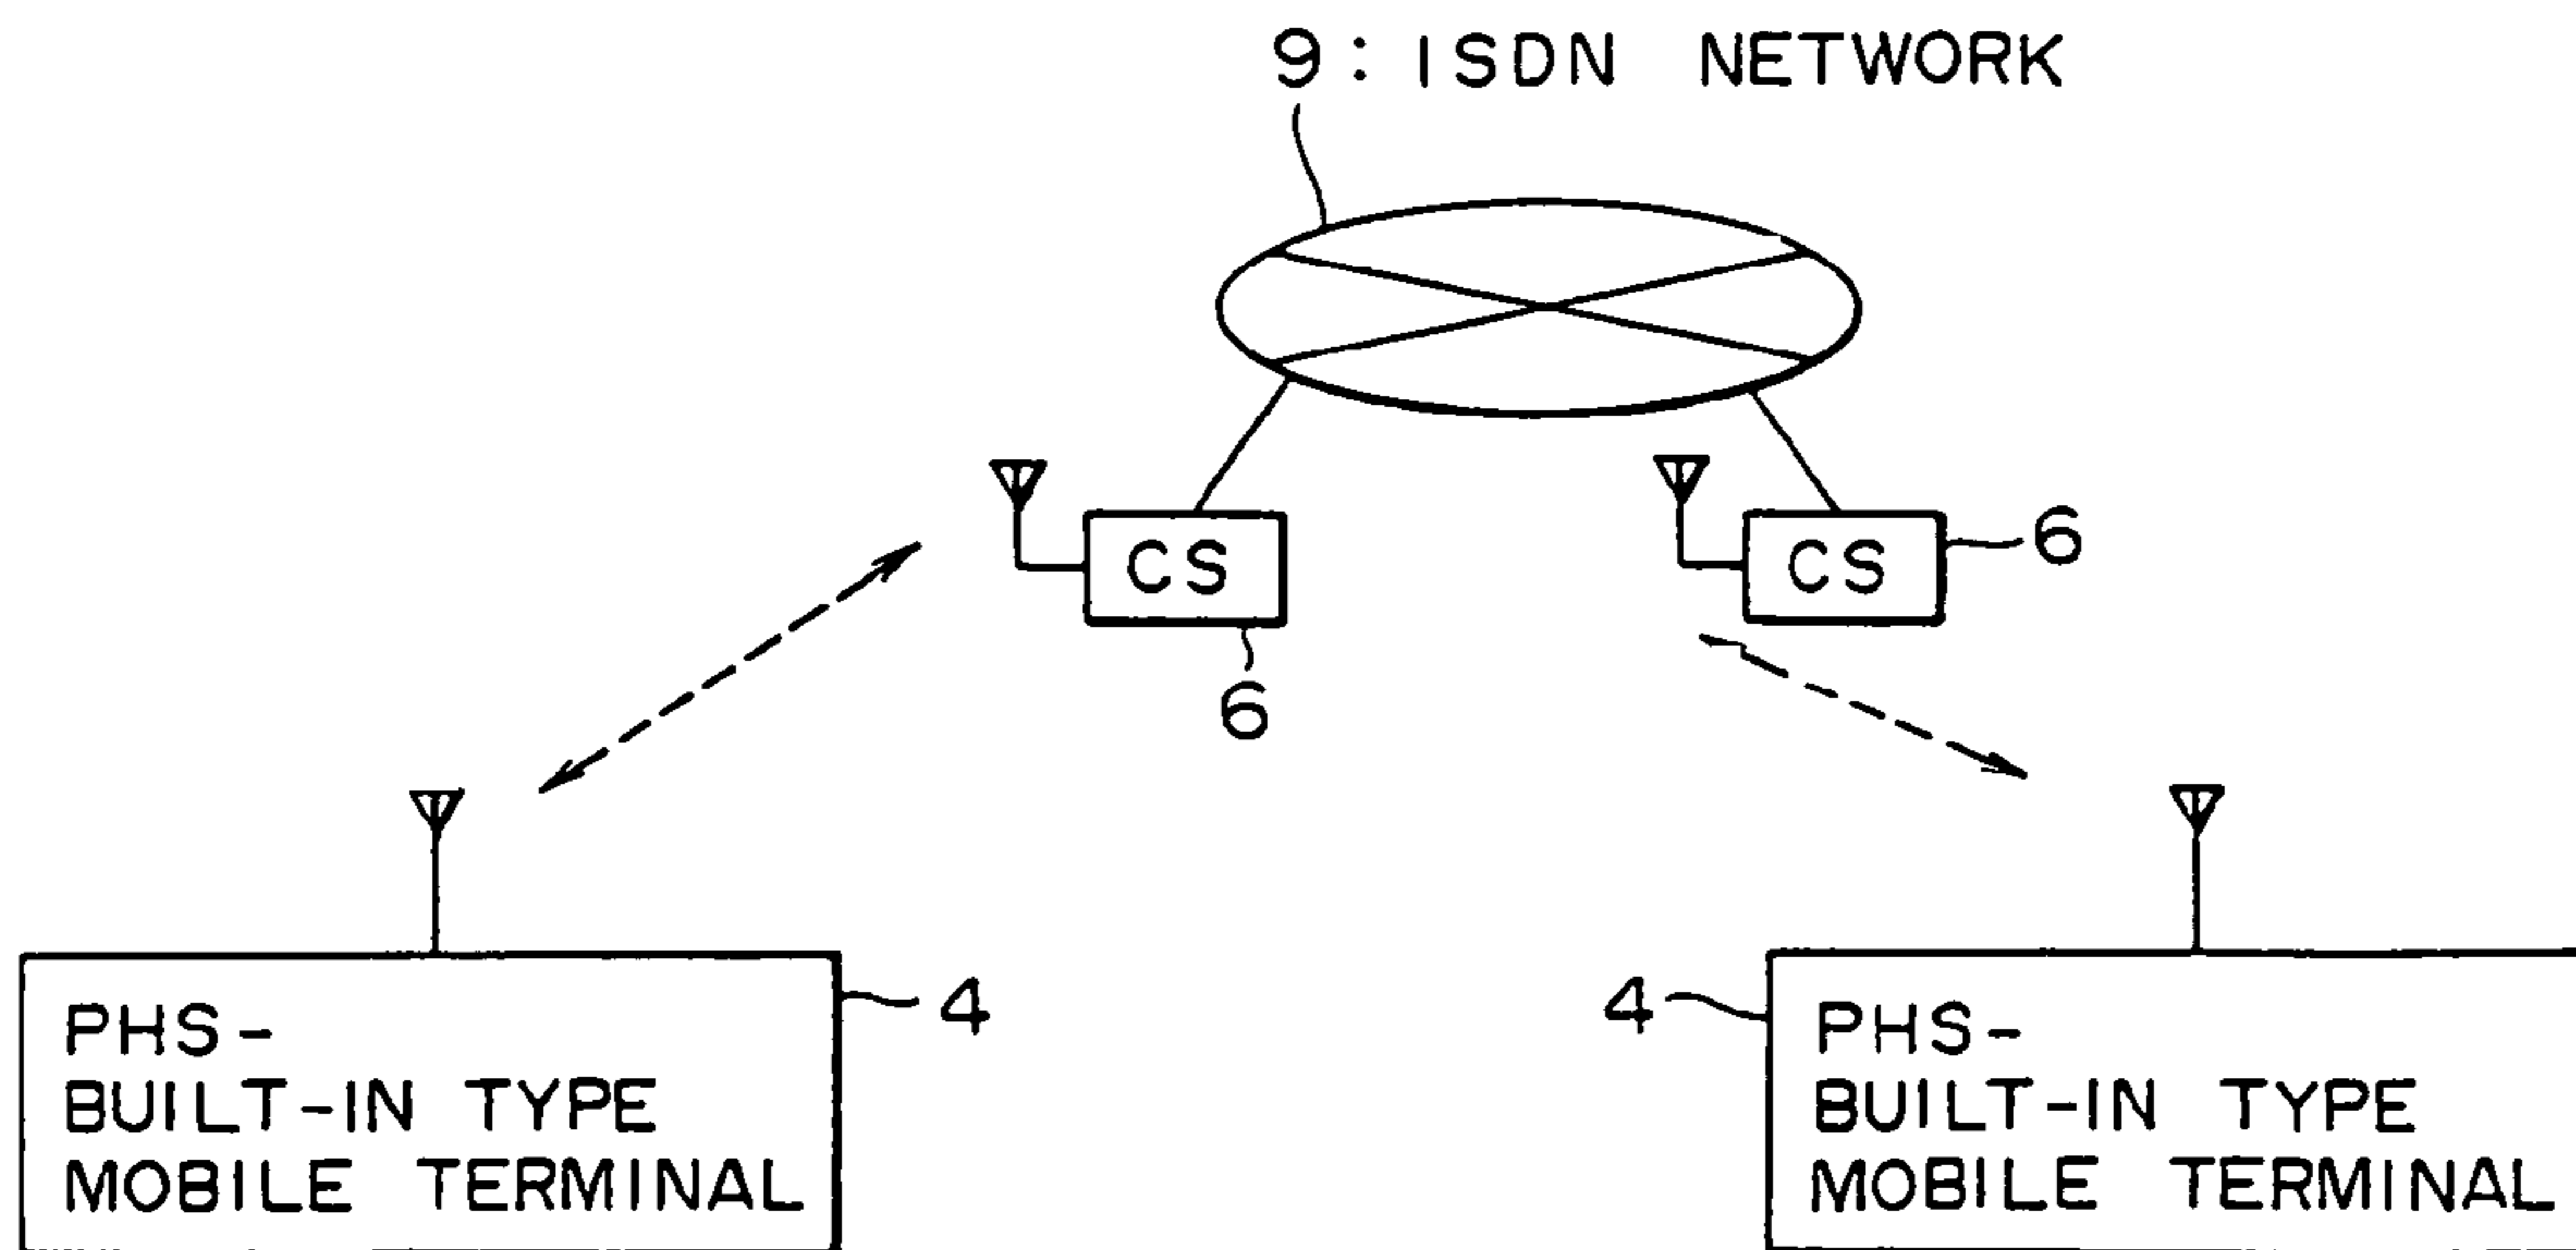 9: ISDN NETWORK
CS
CS
6
6
4
4
PHS-
BUILT-IN TYPE
MOBILE TERMINAL
PHS-
BUILT-IN TYPE
MOBILE TERMINAL